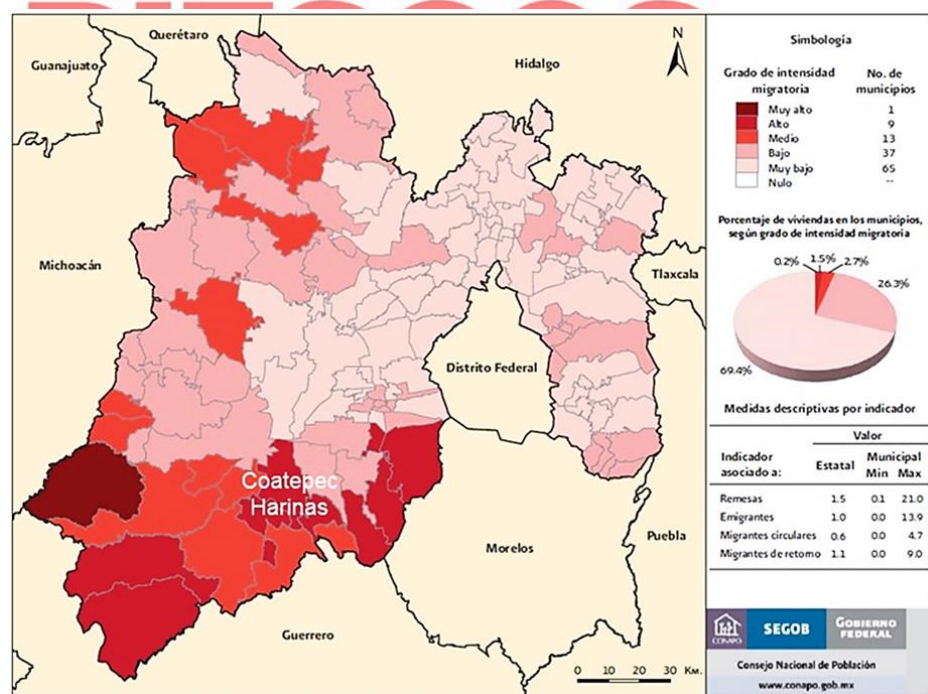 Querétaro
Guanajuato
Hidalgo
N
Michoacán
Tlaxcala
Distrito Federal
Coatepec
Harinas
Morelos
Puebla
Guerrero
0 10 20 30 Km.
Simbología
Grado de intensidad migratoria No. de municipios
Muy alto 1
Alto 9
Medio 13
Bajo 37
Muy bajo 65
Nulo --
Porcentaje de viviendas en los municipios,
según grado de intensidad migratoria
0.2% 1.5% 2.7%
26.3%
69.4%
Medidas descriptivas por indicador
Valor
Indicador asociado a: Estatal Municipal
Min Max
Remesas 1.5 0.1 21.0
Emigrantes 1.0 0.0 13.9
Migrantes circulares 0.6 0.0 4.7
Migrantes de retorno 1.1 0.0 9.0
CONAPO SEGOB GOBIERNO
FEDERAL
Consejo Nacional de Población
www.conapo.gob.mx